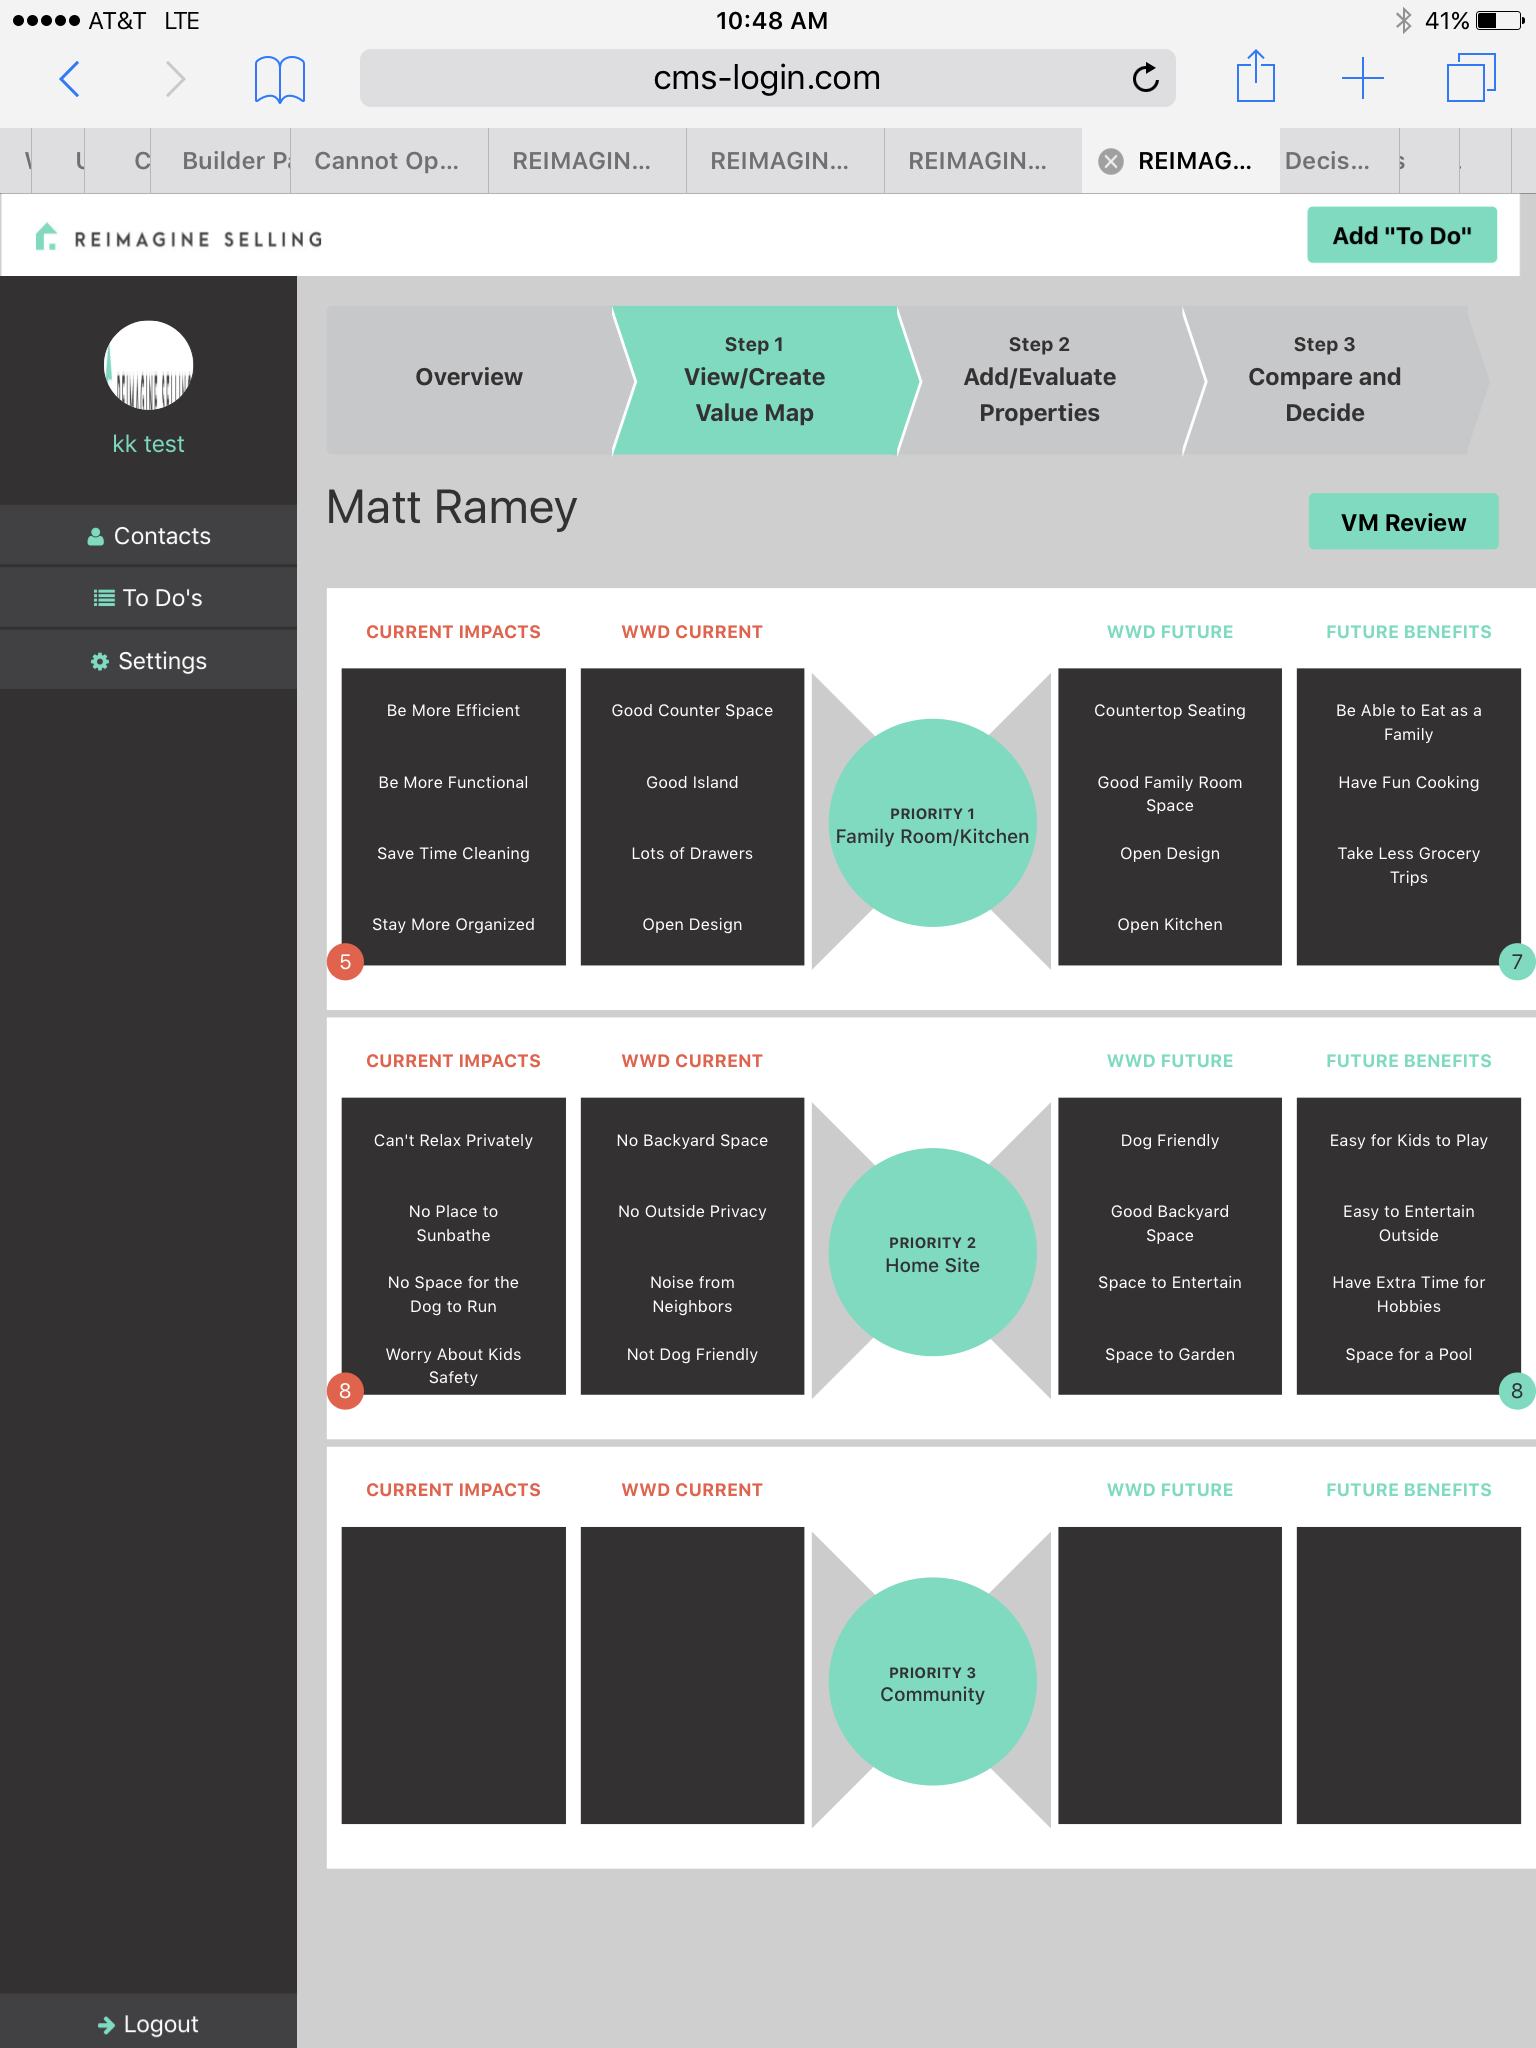 AT&T LTE 10:48 AM 41%
cms-login.com
Builder Pa Cannot Op... REIMAGIN... REIMAGIN... REIMAGIN... REIMAG... Decis...
REIMAGINE SELLING
Add "To Do"
REIMAGINE SELLING
kk test
Contacts
To Do's
Settings
Logout
Overview
Step 1
View/Create
Value Map
Step 2
Add/Evaluate
Properties
Step 3
Compare and
Decide
Matt Ramey
VM Review
CURRENT IMPACTS
Be More Efficient
Be More Functional
Save Time Cleaning
Stay More Organized
5
WWD CURRENT
Good Counter Space
Good Island
Lots of Drawers
Open Design
PRIORITY 1
Family Room/Kitchen
WWD FUTURE
Countertop Seating
Good Family Room
Space
Open Design
Open Kitchen
FUTURE BENEFITS
Be Able to Eat as a
Family
Have Fun Cooking
Take Less Grocery
Trips
7
CURRENT IMPACTS
Can't Relax Privately
No Place to
Sunbathe
No Space for the
Dog to Run
Worry About Kids
Safety
8
WWD CURRENT
No Backyard Space
No Outside Privacy
Noise from
Neighbors
Not Dog Friendly
PRIORITY 2
Home Site
WWD FUTURE
Dog Friendly
Good Backyard
Space
Space to Entertain
Space to Garden
FUTURE BENEFITS
Easy for Kids to Play
Easy to Entertain
Outside
Have Extra Time for
Hobbies
Space for a Pool
8
CURRENT IMPACTS
WWD CURRENT
PRIORITY 3
Community
WWD FUTURE
FUTURE BENEFITS